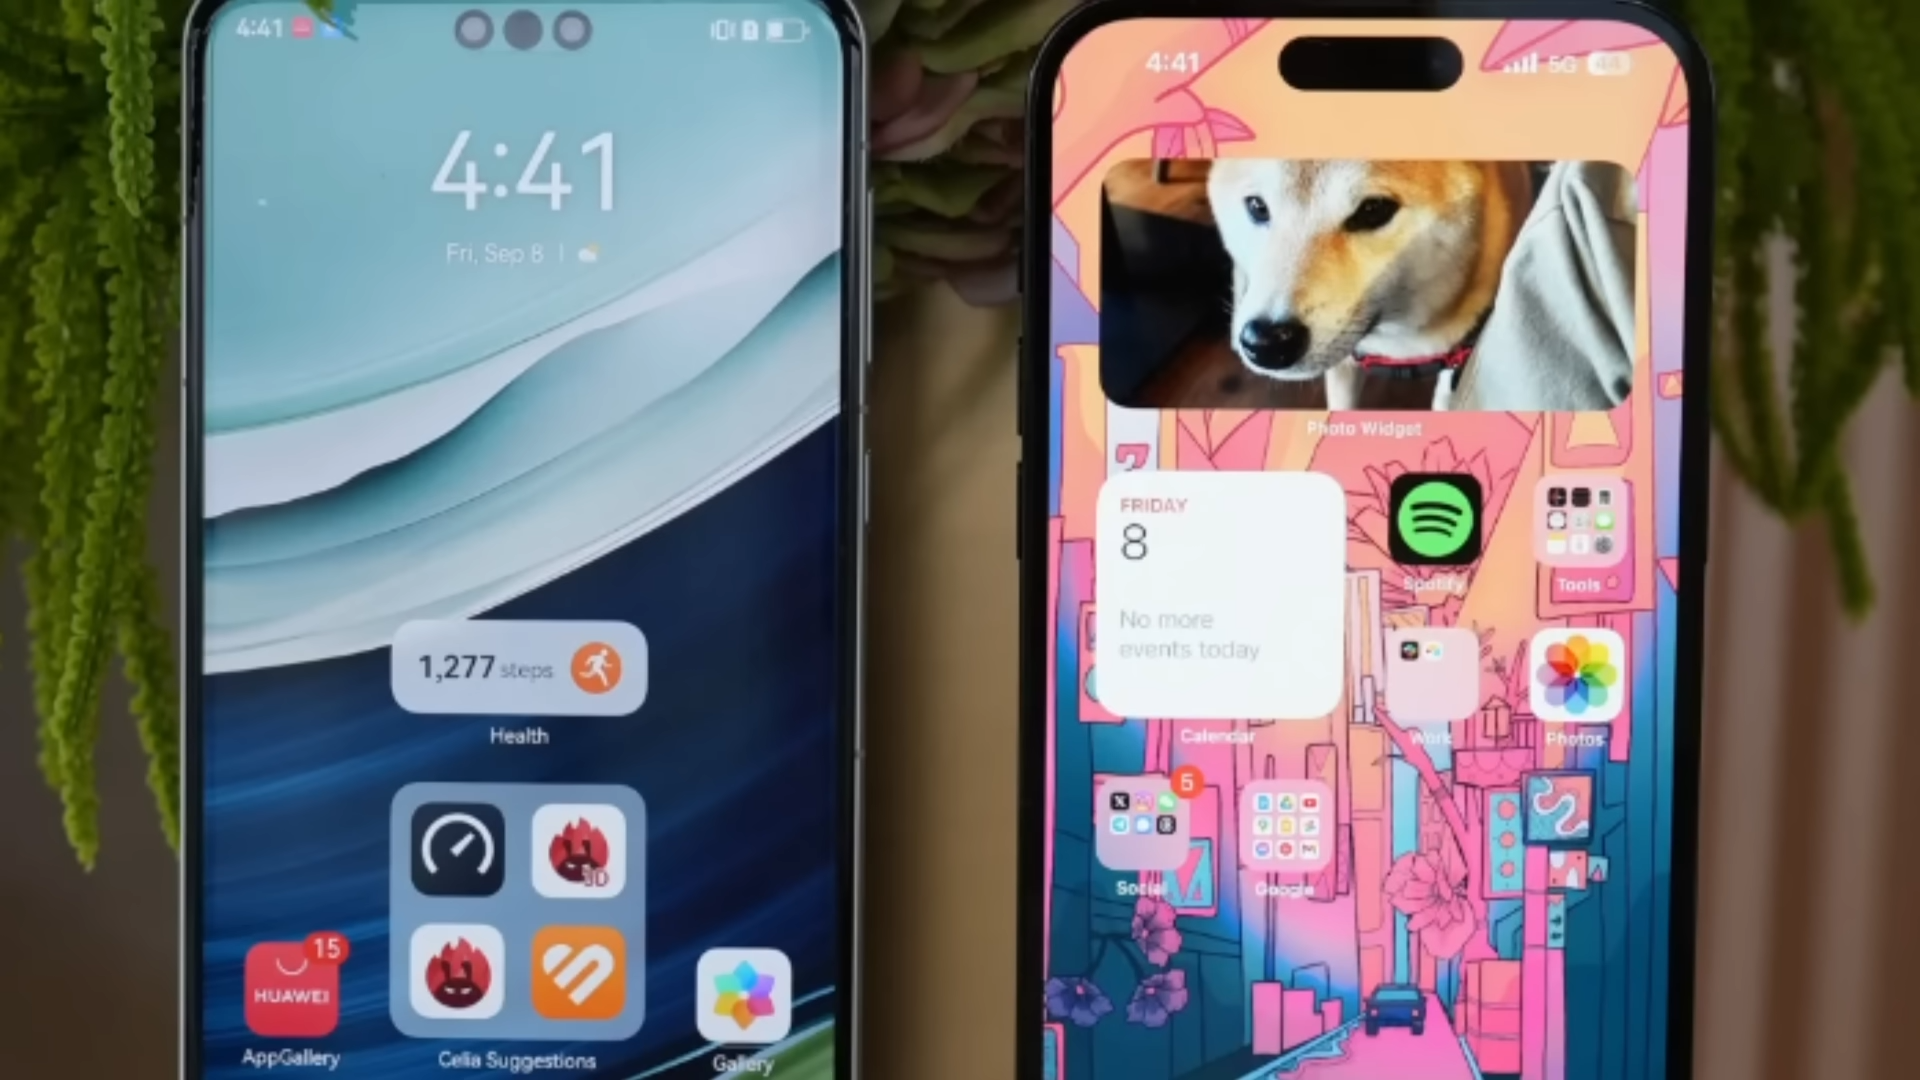 4:41
4:41
Fri, Sep 8
1,277 steps
Health
15
HUAWEI
AppGallery
Celia Suggestions
Gallery
4:41
5G 44
Photo Widget
FRIDAY
8
No more
events today
Calendar
Spotify
Tools
Work
Photos
5
Social
Google